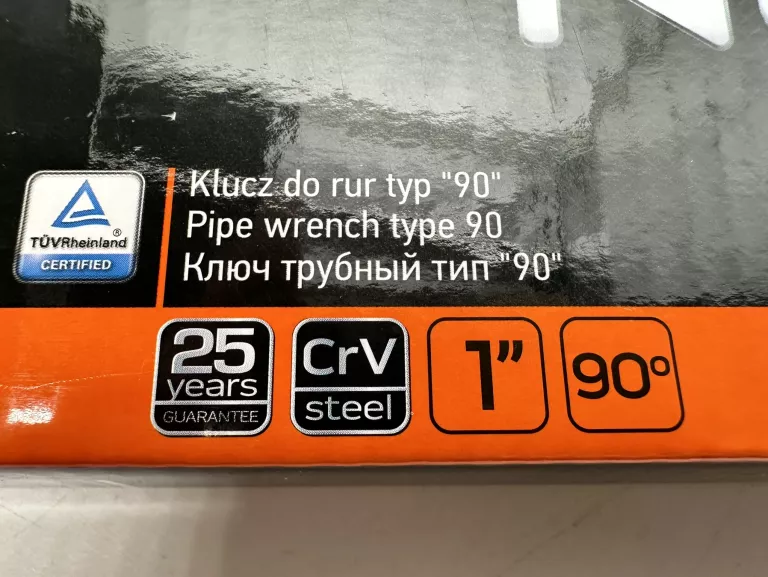 Klucz do rur typ "90"
Pipe wrench type 90
Ключ трубный тип "90"
TÜVRheinland®
CERTIFIED
25
years
GUARANTEE
CrV
steel
1”
90°